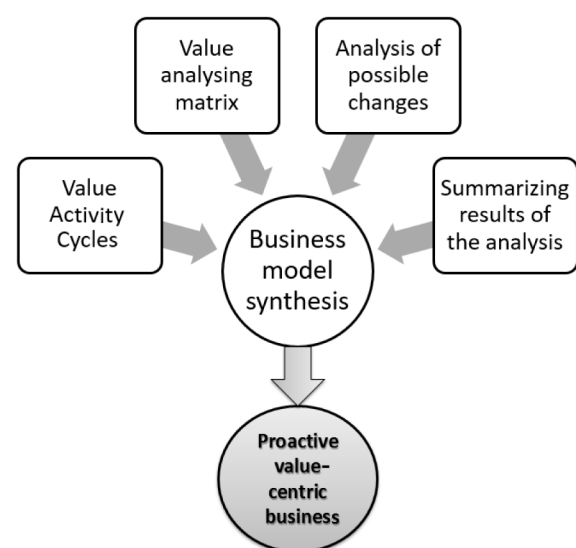 Value
analysing
matrix
Analysis of
possible
changes
Value
Activity
Cycles
Summarizing
results of
the analysis
Business
model
synthesis
Proactive
value-
centric
business